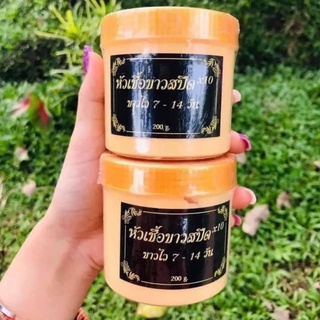 หัวเชื้อขาวสปีด x10
ขาวไว 7 - 14 วัน
200 g.
หัวเชื้อขาวสปีด x10
ขาวไว 7 - 14 วัน
200 g.